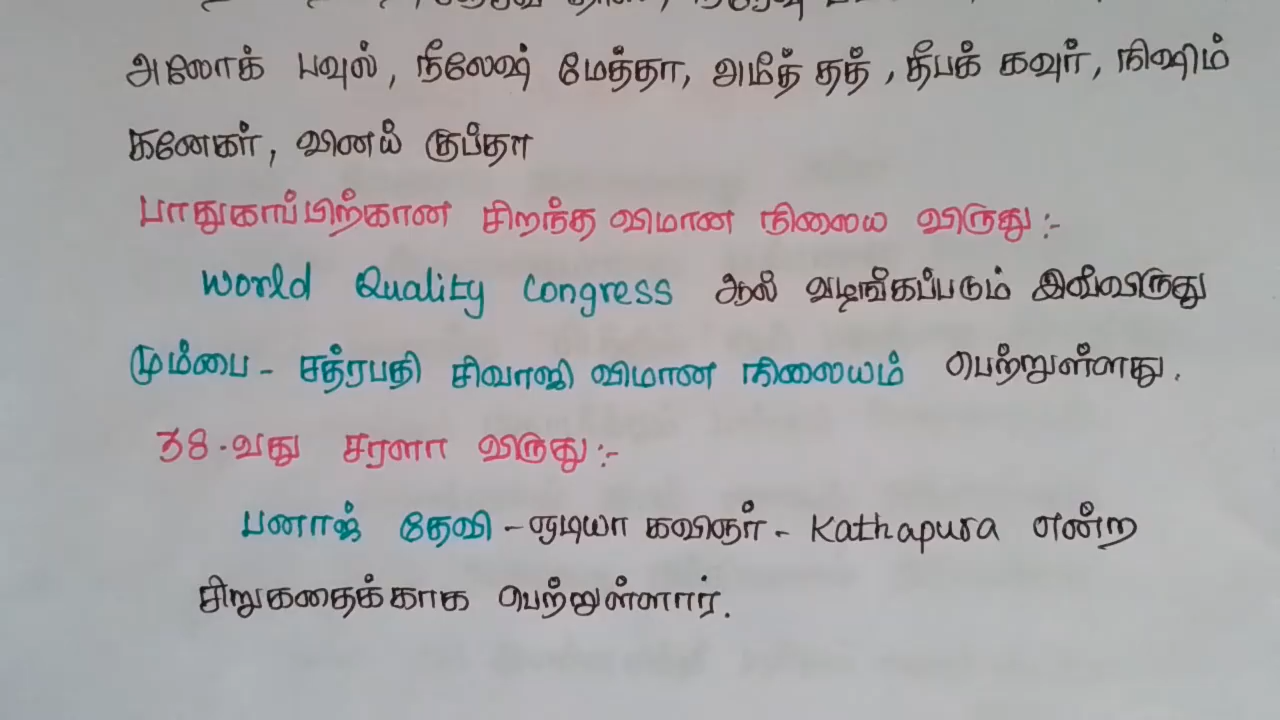 அலோக் பவுல், நீலேஷ் மேத்தா, அமீத் தத், தீபக் கவுர், நிஷிம்
கனேகர், வினய் குப்தா
பாதுகாப்பிற்கான சிறந்த விமான நிலைய விருது :-
World Quality Congress ஆல் வழங்கப்படும் இவ்விருது
மும்பை - சத்ரபதி சிவாஜி விமான நிலையம் பெற்றுள்ளது.
38-வது சரளா விருது :-
பனாஜ் தேவி - ஒடியா கவிஞர் - Kathapura என்ற
சிறுகதைக்காக பெற்றுள்ளார்.